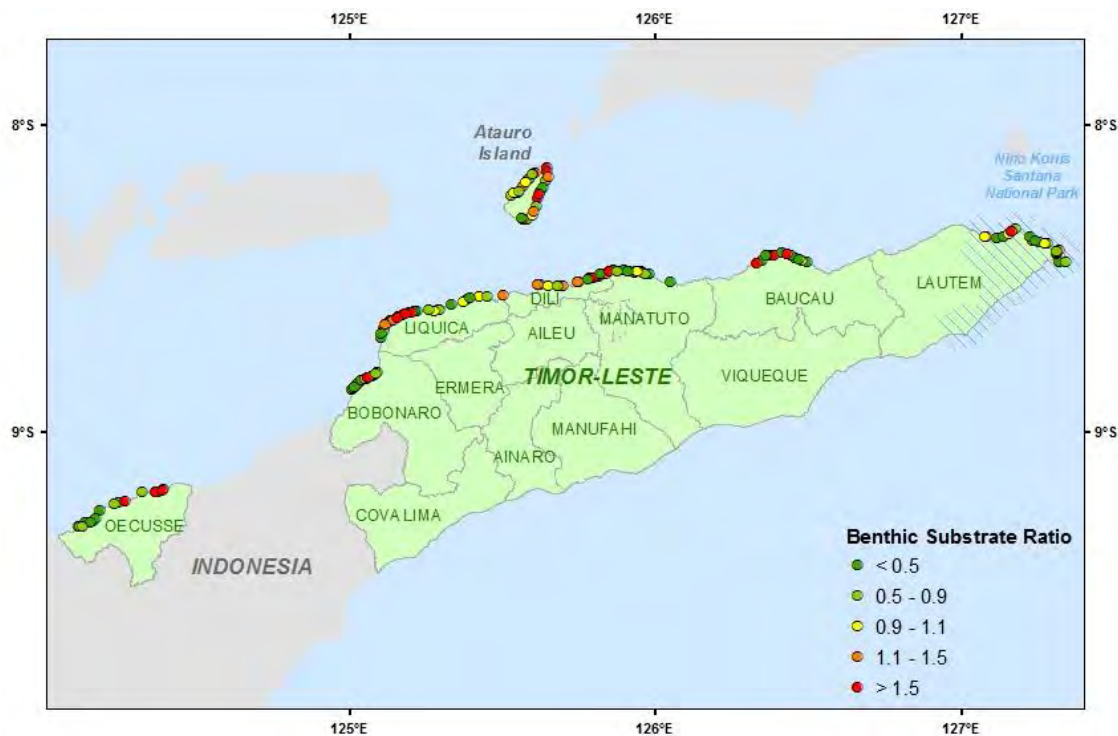 125°E
126°E
127°E
8°S
8°S
Atauro
Island
Nino Konis
Santana
National Park
LAUTEM
BAUCAU
DILI
MANATUTO
LIQUICA
AILEU
TIMOR-LESTE
VIQUEQUE
ERMERA
BOBONARO
MANUFAHI
9°S
9°S
AINARO
COVALIMA
OECUSSE
INDONESIA
Benthic Substrate Ratio
< 0.5
0.5 - 0.9
0.9 - 1.1
1.1 - 1.5
> 1.5
125°E
126°E
127°E